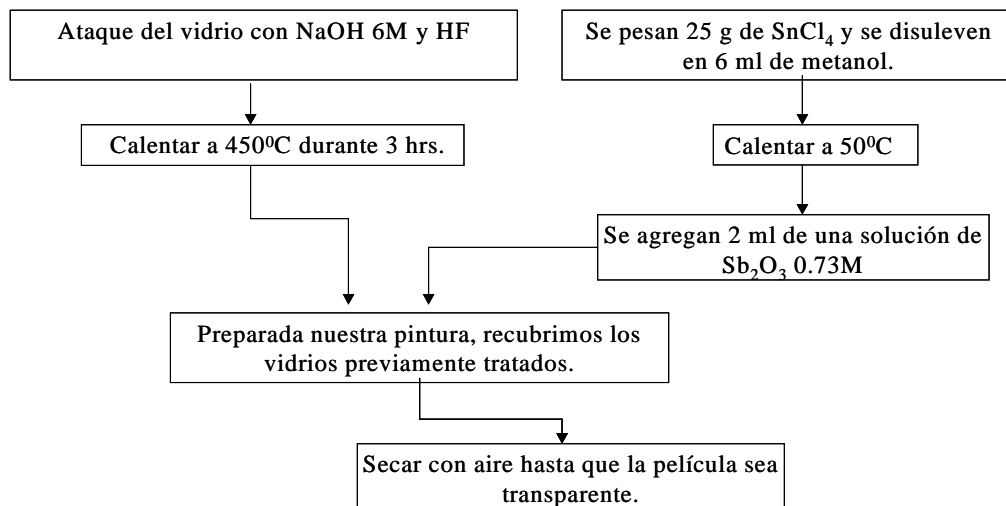 Ataque del vidrio con NaOH 6M y HF
Calentar a 450⁰C durante 3 hrs.
Se pesan 25 g de SnCl₄ y se disuleven
en 6 ml de metanol.
Calentar a 50⁰C
Se agregan 2 ml de una solución de
Sb₂O₃ 0.73M
Preparada nuestra pintura, recubrimos los
vidrios previamente tratados.
Secar con aire hasta que la película sea
transparente.